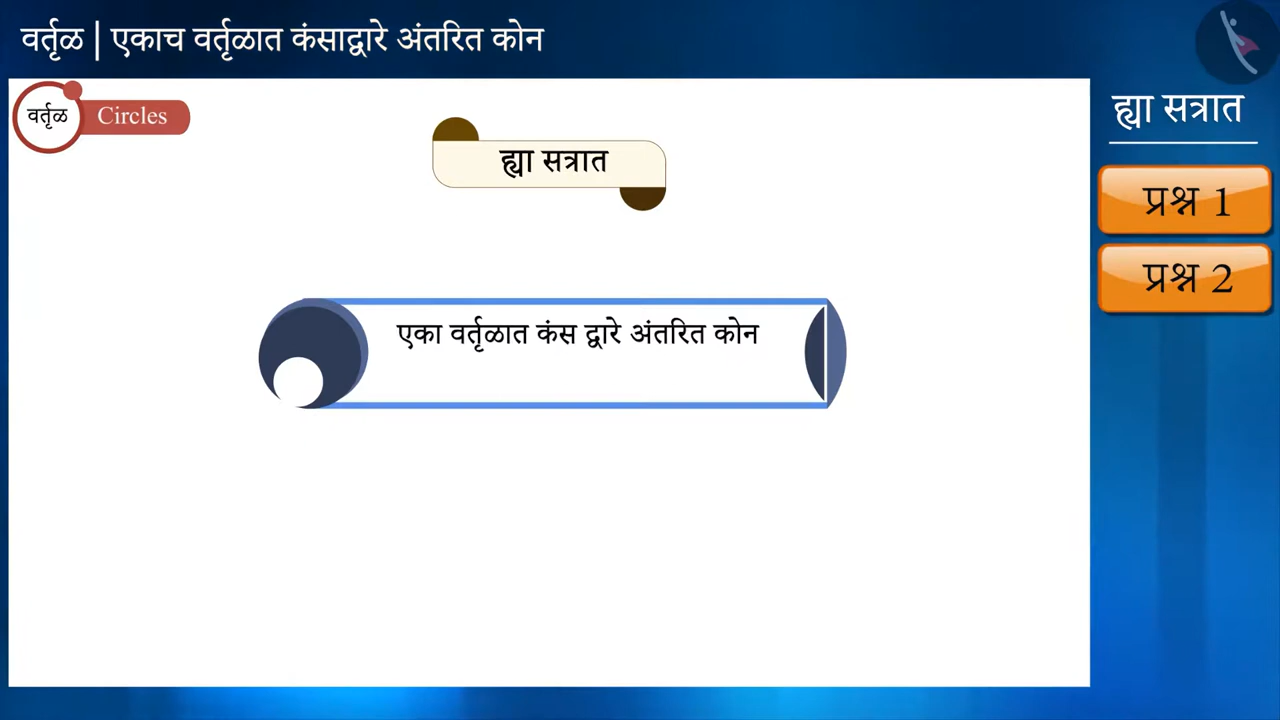 वर्तृळ | एकाच वर्तृळात कंसाद्वारे अंतरित कोन
वर्तृळ Circles
ह्या सत्रात
एका वर्तृळात कंस द्वारे अंतरित कोन
ह्या सत्रात
प्रश्न 1
प्रश्न 2